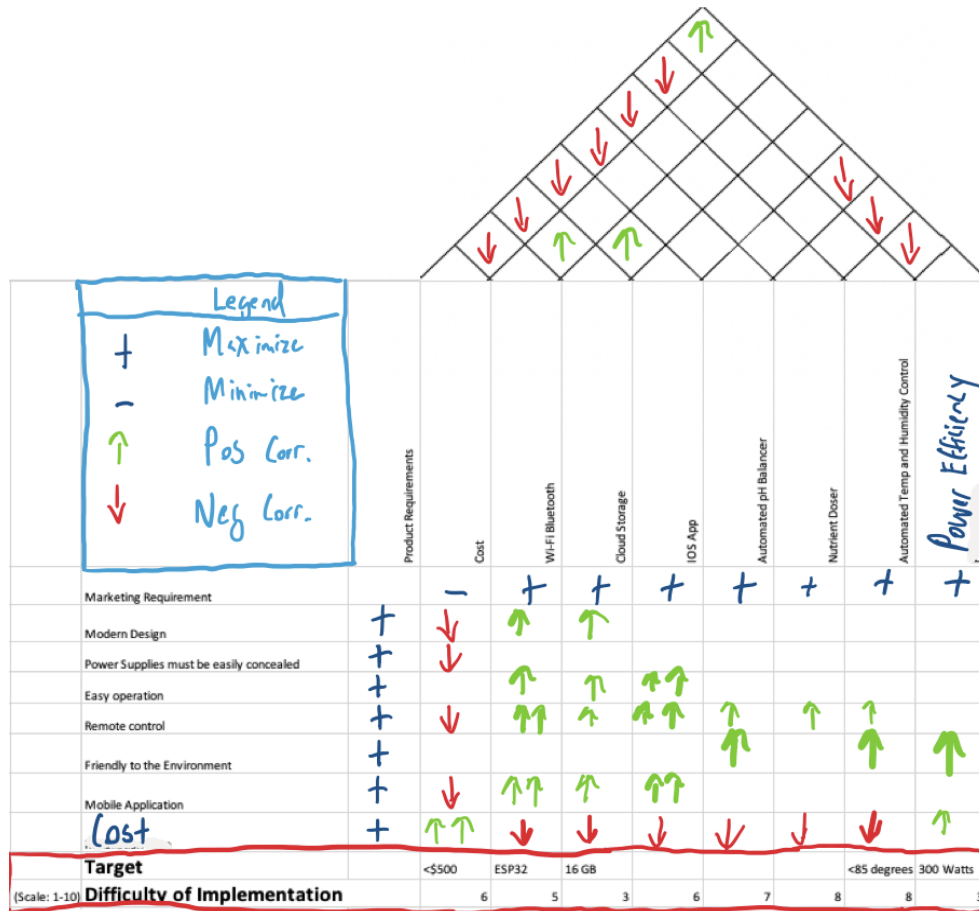 Legend
+ Maximize
- Minimize
↑ Pos Corr.
↓ Neg Corr.
Product Requirements
Cost
Wi-Fi Bluetooth
Cloud Storage
IOS App
Automated pH Balancer
Nutrient Doser
Automated Temp and Humidity Control
Power Efficiency
Marketing Requirement - + + + + + + +
Modern Design + ↓ ↑ ↑
Power Supplies must be easily concealed + ↓
Easy operation + ↑ ↑ ↑↑
Remote control + ↓ ↑↑ ↑ ↑↑ ↑ ↑ ↑
Friendly to the Environment + ↑ ↑ ↑
Mobile Application + ↓ ↑↑ ↑ ↑↑
Cost + ↑↑ ↓ ↓ ↓ ↓ ↓ ↓ ↑
Target <$500 ESP32 16 GB <85 degrees 300 Watts
(Scale: 1-10) Difficulty of Implementation 6 5 3 6 7 8 8